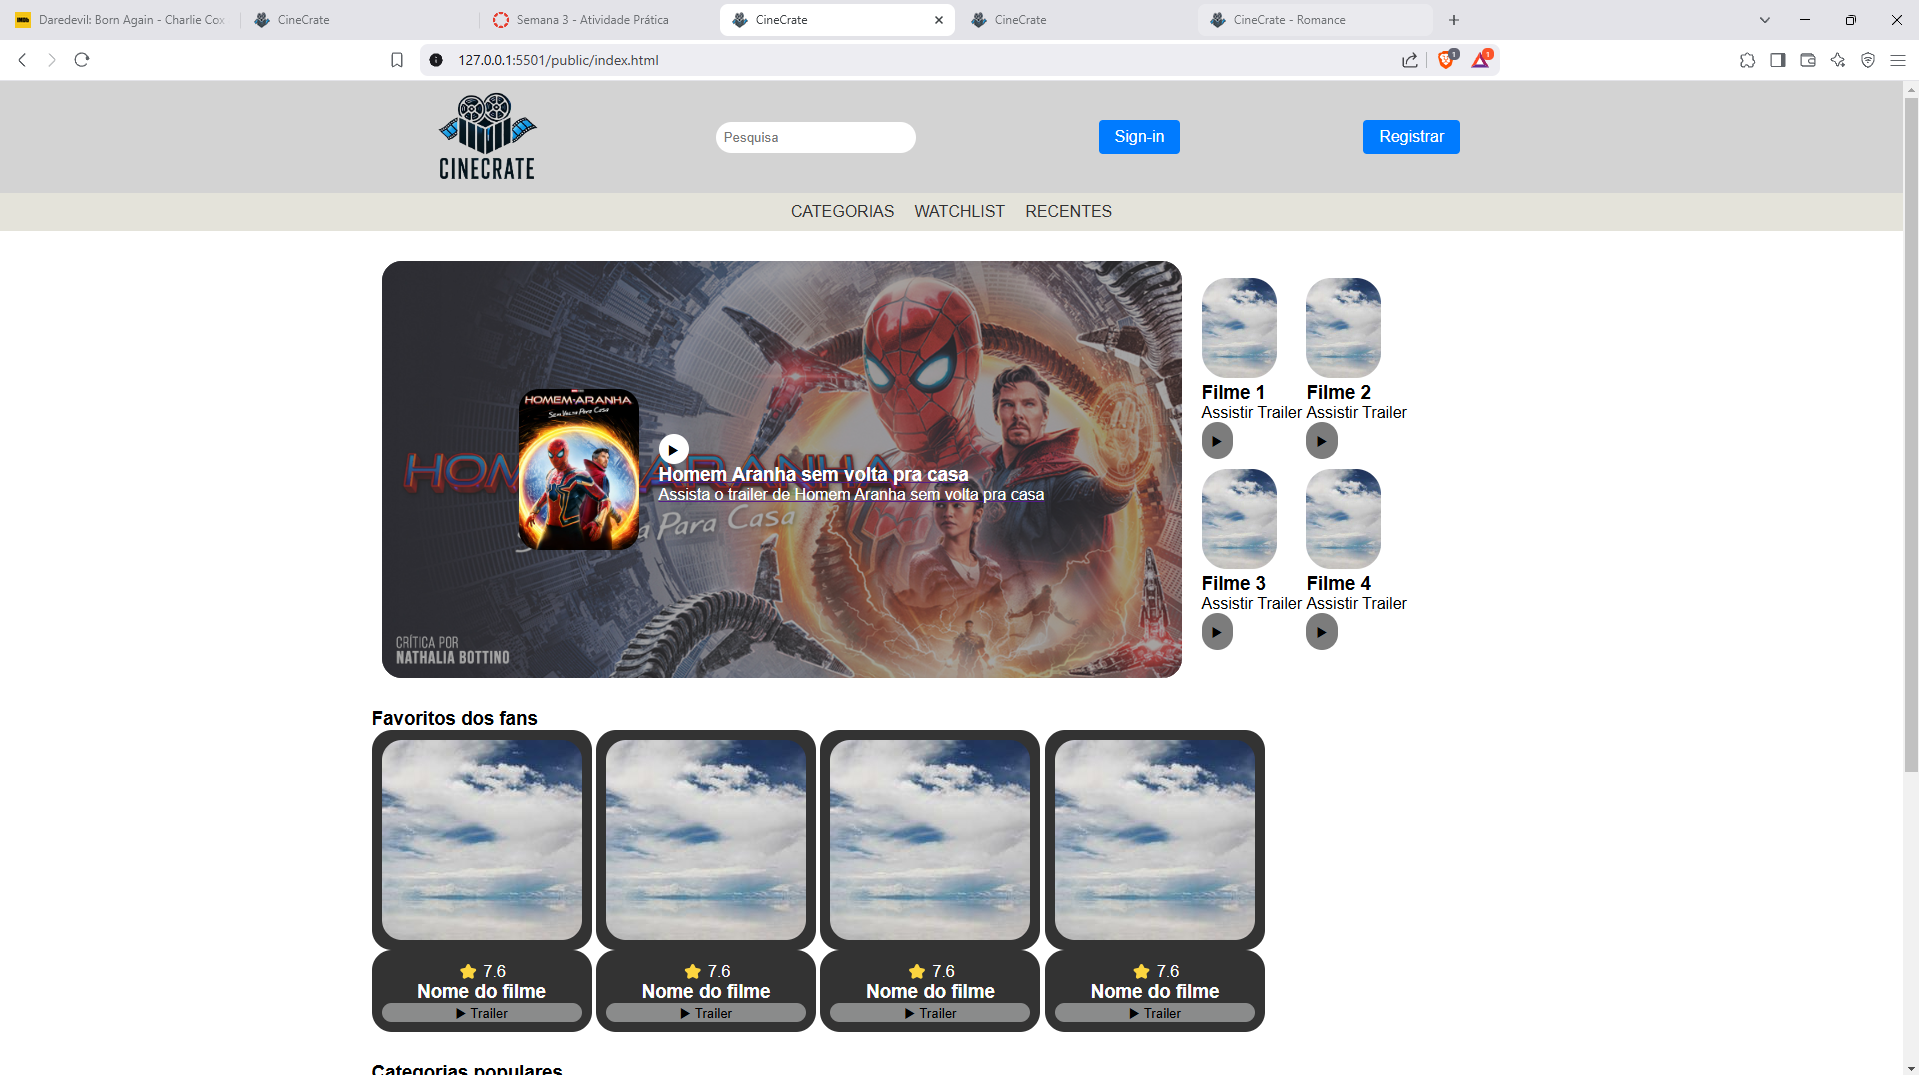 Daredevil: Born Again - Charlie Cox
CineCrate
Semana 3 - Atividade Prática
CineCrate
CineCrate
CineCrate - Romance
127.0.0.1:5501/public/index.html
1
1
CINECRATE
Pesquisa
Sign-in
Registrar
CATEGORIAS WATCHLIST RECENTES
HOMEM-ARANHA
Sem Volta Para Casa
Homem Aranha sem volta pra casa
Assista o trailer de Homem Aranha sem volta pra casa
HOM ARANHA
Para Casa
CRÍTICA POR
NATHALIA BOTTINO
Filme 1
Assistir Trailer
Filme 2
Assistir Trailer
Filme 3
Assistir Trailer
Filme 4
Assistir Trailer
Favoritos dos fans
7.6
Nome do filme
Trailer
7.6
Nome do filme
Trailer
7.6
Nome do filme
Trailer
7.6
Nome do filme
Trailer
Categorias populares